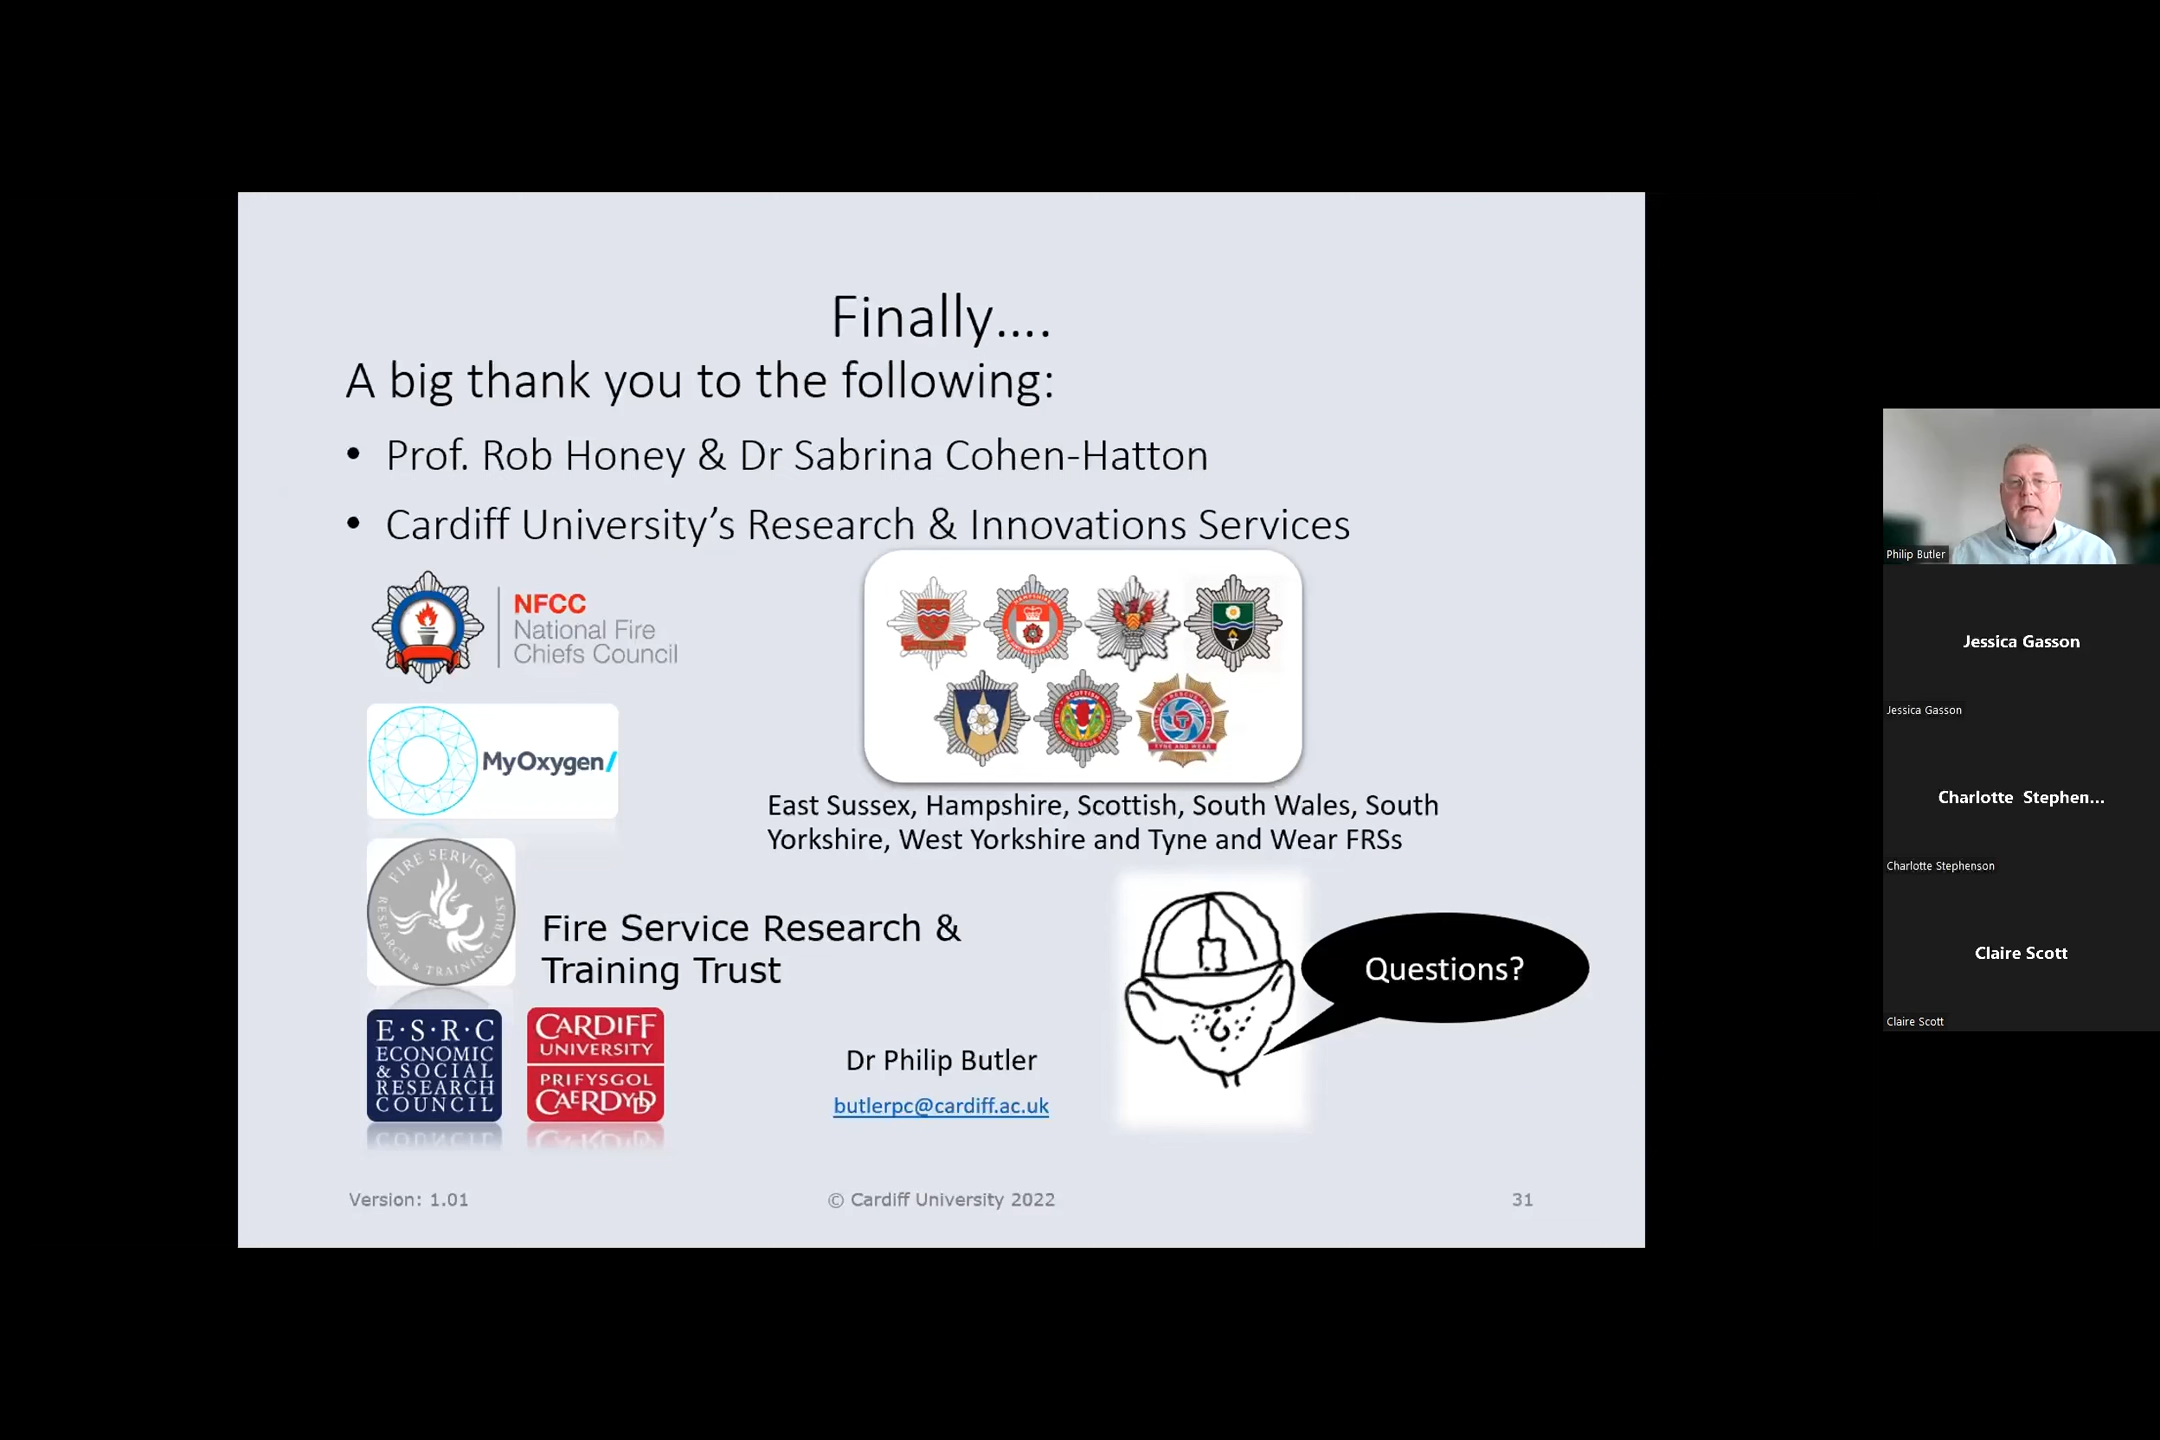 Finally....
A big thank you to the following:
• Prof. Rob Honey & Dr Sabrina Cohen-Hatton
• Cardiff University’s Research & Innovations Services
NFCC
National Fire
Chiefs Council
MyOxygen/
East Sussex, Hampshire, Scottish, South Wales, South
Yorkshire, West Yorkshire and Tyne and Wear FRSs
FIRE SERVICE
RESEARCH & TRAINING TRUST
Fire Service Research &
Training Trust
Questions?
E·S·R·C
ECONOMIC
& SOCIAL
RESEARCH
COUNCIL
CARDIFF
UNIVERSITY
PRIFYSGOL
CAERDYDD
Dr Philip Butler
butlerpc@cardiff.ac.uk
Version: 1.01
© Cardiff University 2022
31
Philip Butler
Jessica Gasson
Jessica Gasson
Charlotte Stephen...
Charlotte Stephenson
Claire Scott
Claire Scott